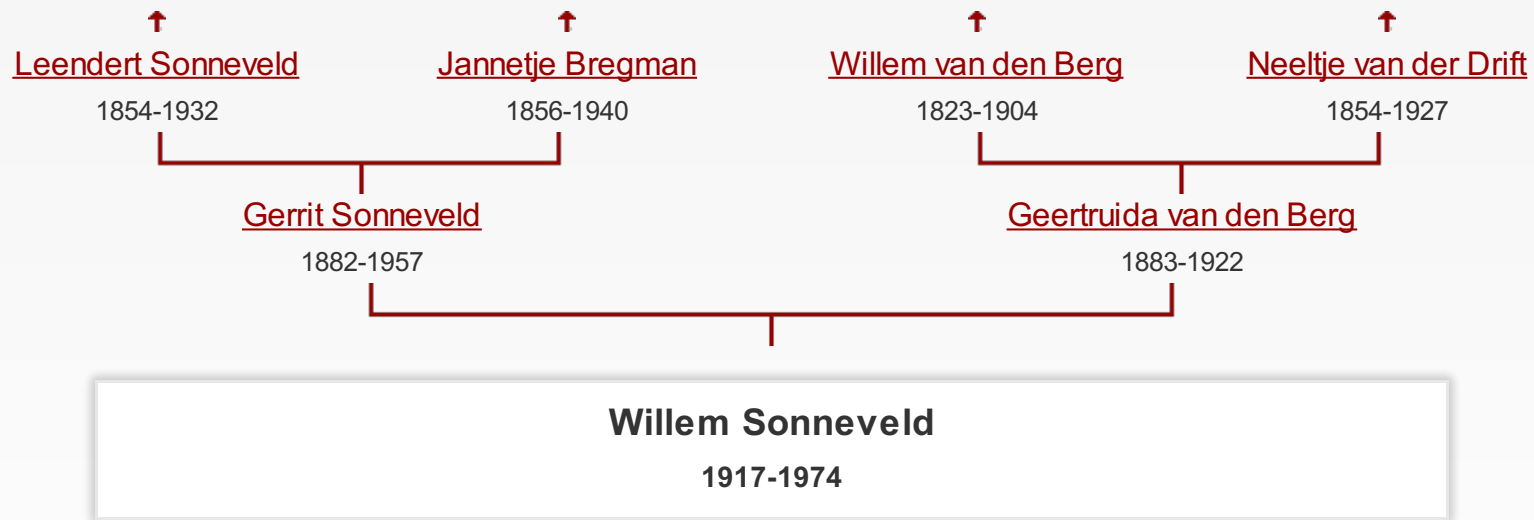 Leendert Sonneveld Jannetje Bregman Willem van den Berg Neeltje van der Drift
1854-1932 1856-1940 1823-1904 1854-1927
Gerrit Sonneveld Geertruida van den Berg
1882-1957 1883-1922
Willem Sonneveld
1917-1974